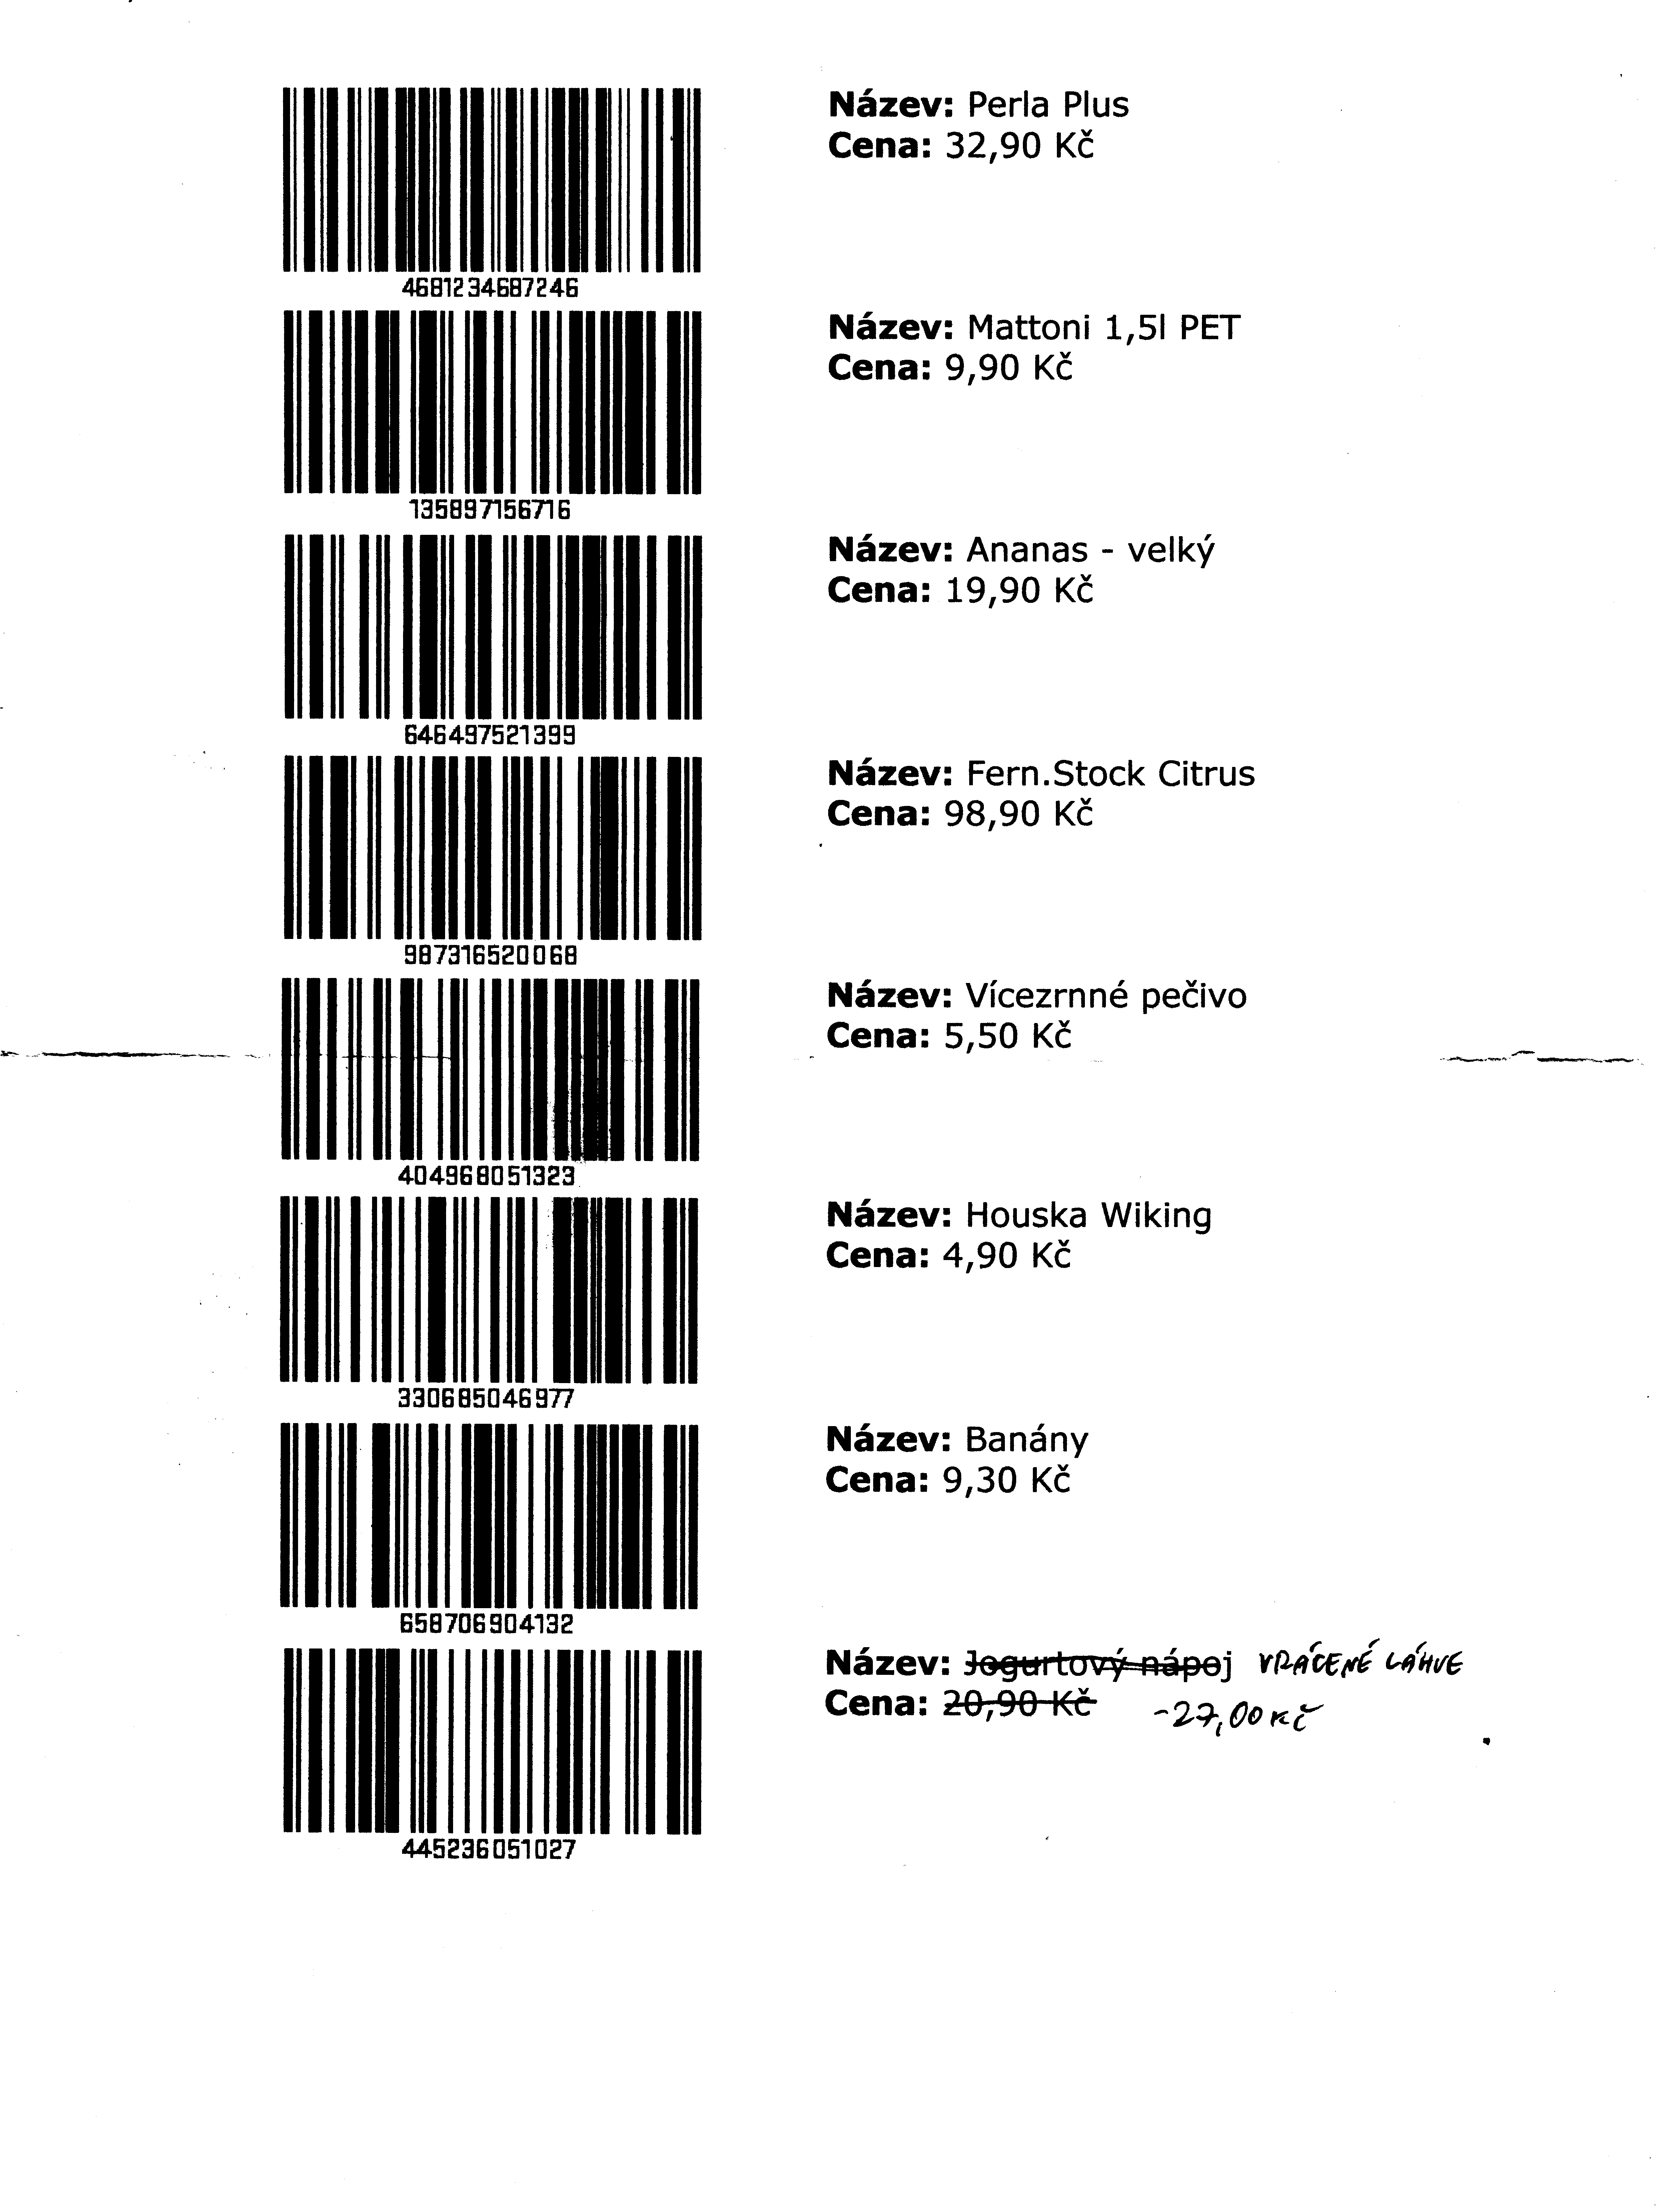 Název: Perla Plus
Cena: 32,90 Kč
4681234687246
Název: Mattoni 1,5l PET
Cena: 9,90 Kč
135897156716
Název: Ananas - velký
Cena: 19,90 Kč
646497521399
Název: Fern.Stock Citrus
Cena: 98,90 Kč
987316520068
Název: Vícezrnné pečivo
Cena: 5,50 Kč
404968051323
Název: Houska Wiking
Cena: 4,90 Kč
330685046977
Název: Banány
Cena: 9,30 Kč
658706904132
Název: Jogurtový nápoj VRÁCENÉ LÁHVE
Cena: 20,90 Kč -27,00 Kč
445236051027